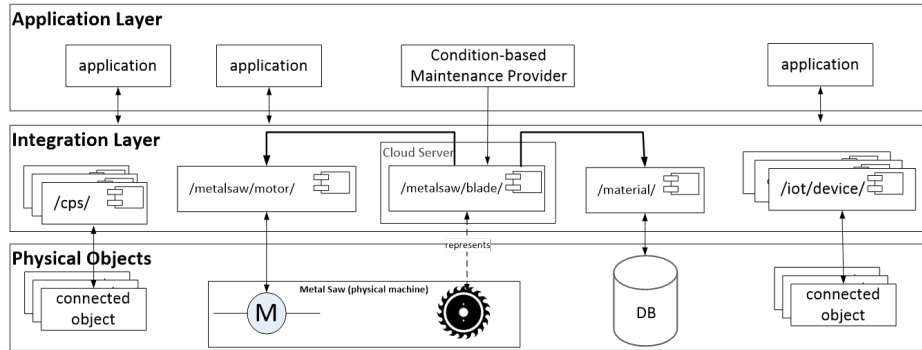 Application Layer
application
application
Condition-based
Maintenance Provider
application
Integration Layer
Cloud Server
/cps/
/metalsaw/motor/
/metalsaw/blade/
/material/
/iot/device/
represents
Physical Objects
connected
object
Metal Saw (physical machine)
M
DB
connected
object